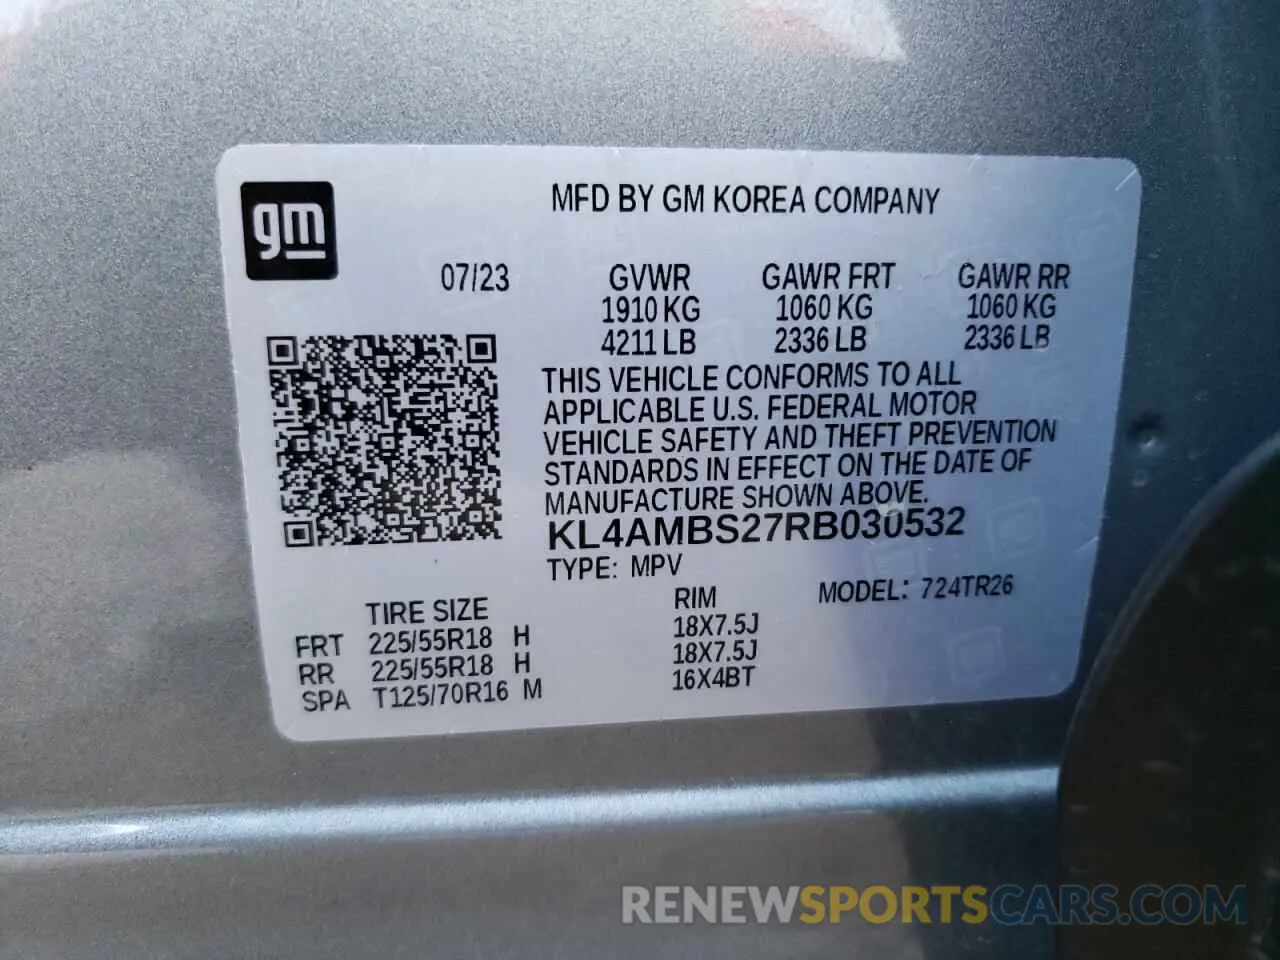 gm
MFD BY GM KOREA COMPANY
07/23 GVWR GAWR FRT GAWR RR
1910 KG 1060 KG 1060 KG
4211 LB 2336 LB 2336 LB
THIS VEHICLE CONFORMS TO ALL
APPLICABLE U.S. FEDERAL MOTOR
VEHICLE SAFETY AND THEFT PREVENTION
STANDARDS IN EFFECT ON THE DATE OF
MANUFACTURE SHOWN ABOVE.
KL4AMBS27RB030532
TYPE: MPV
TIRE SIZE RIM MODEL: 724TR26
FRT 225/55R18 H 18X7.5J
RR 225/55R18 H 18X7.5J
SPA T125/70R16 M 16X4BT
RENEWSPORTSCARS.COM